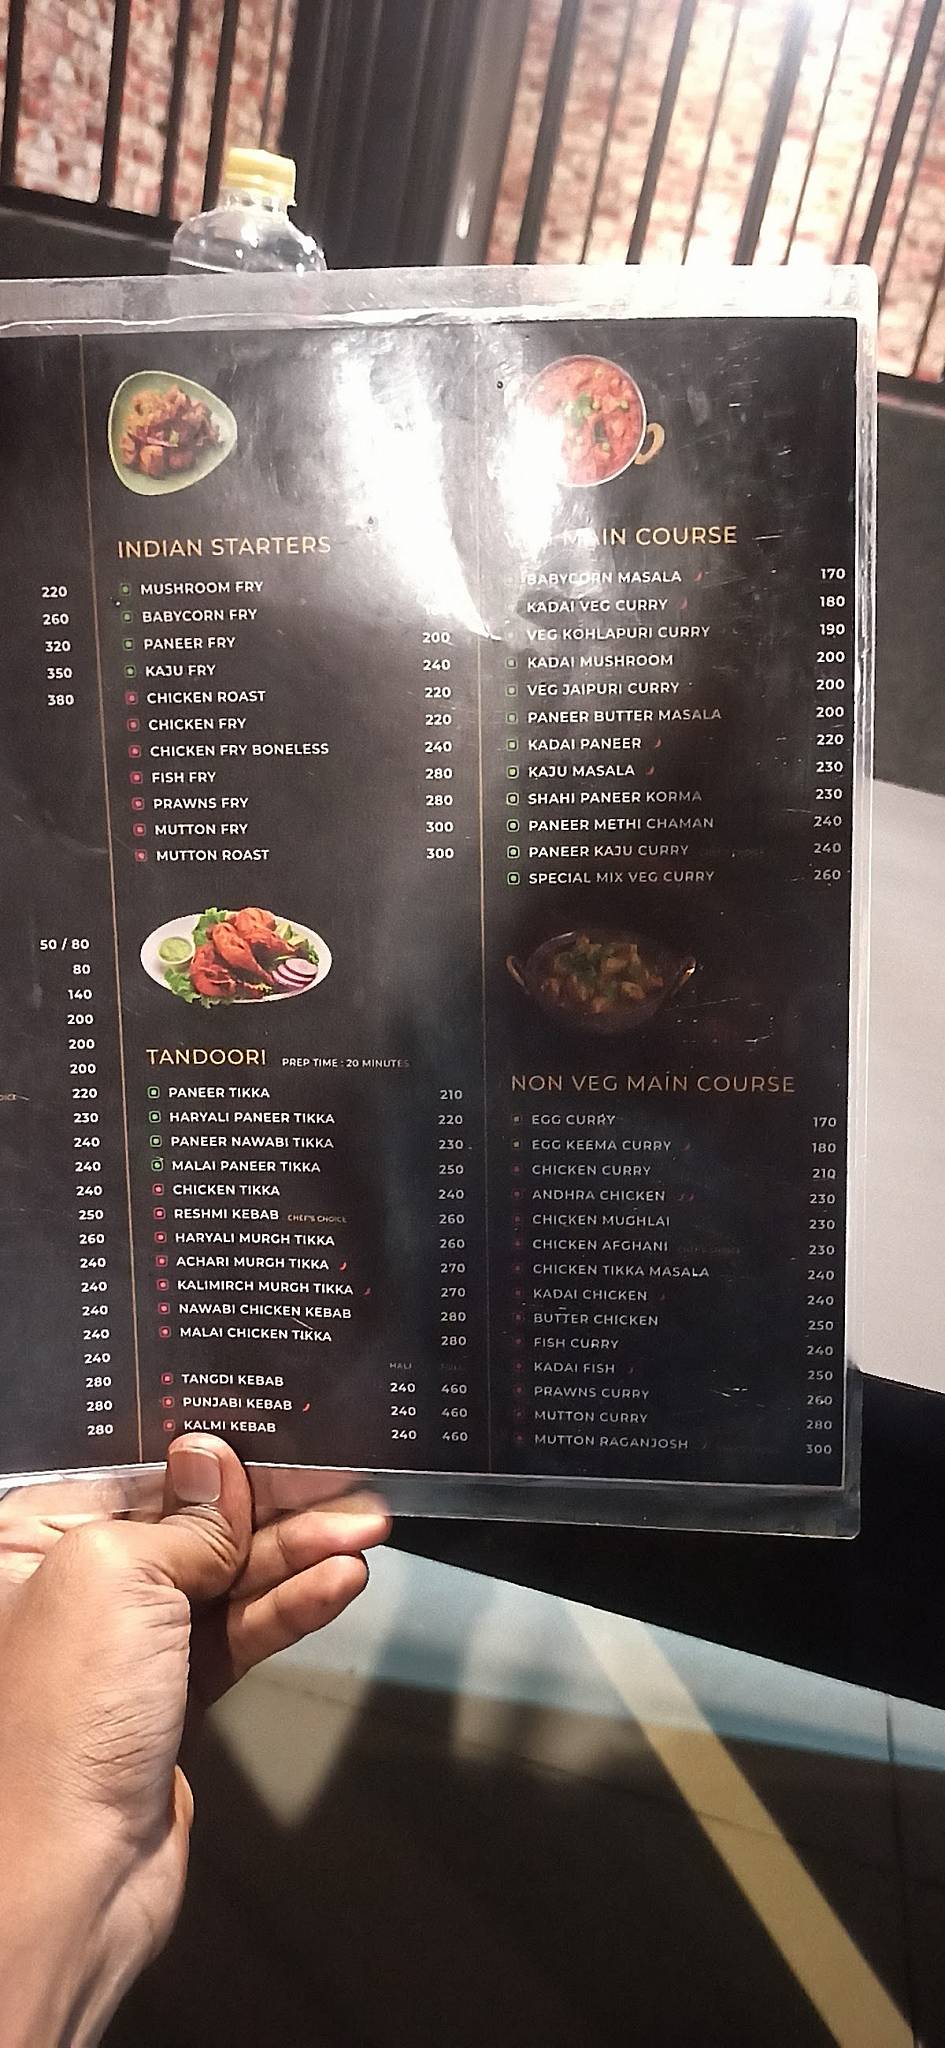 220
260
320
350
380
50 / 80
80
140
200
200
200
220
230
240
240
240
250
260
240
240
240
240
240
280
280
280
INDIAN STARTERS
MUSHROOM FRY
BABYCORN FRY
PANEER FRY 200
KAJU FRY 240
CHICKEN ROAST 220
CHICKEN FRY 220
CHICKEN FRY BONELESS 240
FISH FRY 280
PRAWNS FRY 280
MUTTON FRY 300
MUTTON ROAST 300
TANDOORI PREP TIME : 20 MINUTES
PANEER TIKKA 210
HARYALI PANEER TIKKA 220
PANEER NAWABI TIKKA 230
MALAI PANEER TIKKA 250
CHICKEN TIKKA 240
RESHMI KEBAB CHEF'S CHOICE 260
HARYALI MURGH TIKKA 260
ACHARI MURGH TIKKA 270
KALIMIRCH MURGH TIKKA 270
NAWABI CHICKEN KEBAB 280
MALAI CHICKEN TIKKA 280
HALF FULL
TANGDI KEBAB 240 460
PUNJABI KEBAB 240 460
KALMI KEBAB 240 460
MAIN COURSE
BABYCORN MASALA 170
KADAI VEG CURRY 180
VEG KOHLAPURI CURRY 190
KADAI MUSHROOM 200
VEG JAIPURI CURRY 200
PANEER BUTTER MASALA 200
KADAI PANEER 220
KAJU MASALA 230
SHAHI PANEER KORMA 230
PANEER METHI CHAMAN 240
PANEER KAJU CURRY 240
SPECIAL MIX VEG CURRY 260
NON VEG MAIN COURSE
EGG CURRY 170
EGG KEEMA CURRY 180
CHICKEN CURRY 210
ANDHRA CHICKEN 230
CHICKEN MUGHLAI 230
CHICKEN AFGHANI 230
CHICKEN TIKKA MASALA 240
KADAI CHICKEN 240
BUTTER CHICKEN 250
FISH CURRY 240
KADAI FISH 250
PRAWNS CURRY 260
MUTTON CURRY 280
MUTTON RAGANJOSH 300